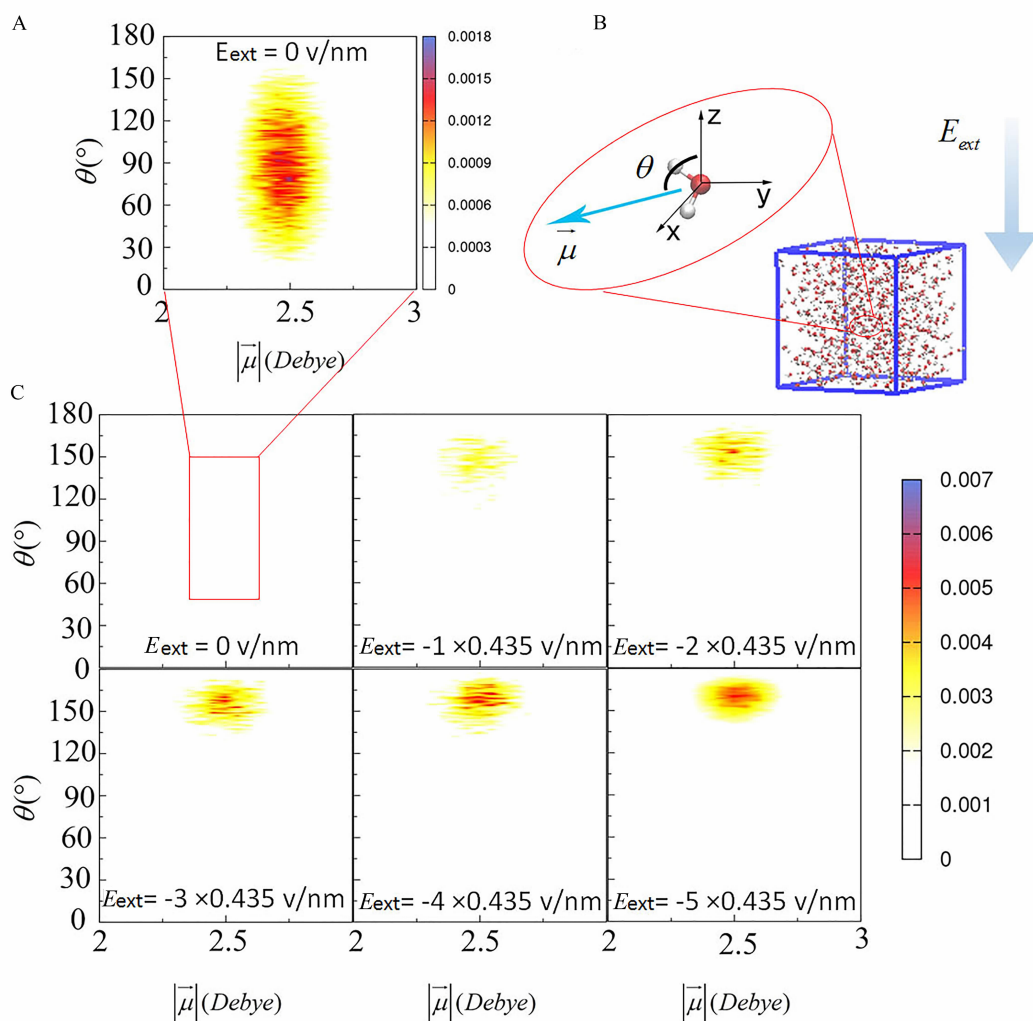 A
B
180
150
120
90
60
30
0
θ(°)
Eext = 0 v/nm
0.0018
0.0015
0.0012
0.0009
0.0006
0.0003
0
2
2.5
3
|μ⃗|(Debye)
z
θ
y
x
μ⃗
E_ext
C
180
150
120
90
60
30
0
θ(°)
Eext = 0 v/nm
Eext= -1 ×0.435 v/nm
Eext= -2 ×0.435 v/nm
150
120
90
60
30
0
θ(°)
Eext= -3 ×0.435 v/nm
Eext= -4 ×0.435 v/nm
Eext= -5 ×0.435 v/nm
2
2.5
2
2.5
2
2.5
3
|μ⃗|(Debye)
|μ⃗|(Debye)
|μ⃗|(Debye)
0.007
0.006
0.005
0.004
0.003
0.002
0.001
0